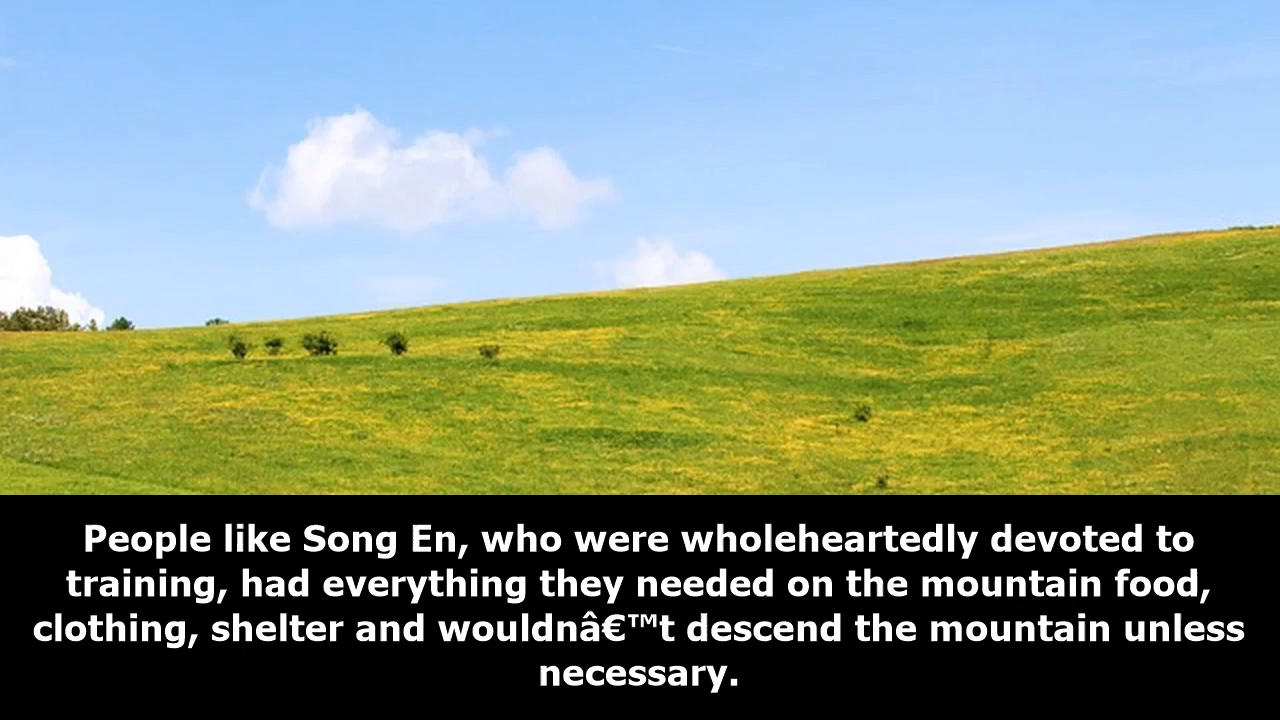 People like Song En, who were wholeheartedly devoted to
training, had everything they needed on the mountain food,
clothing, shelter and wouldnâ€™t descend the mountain unless
necessary.